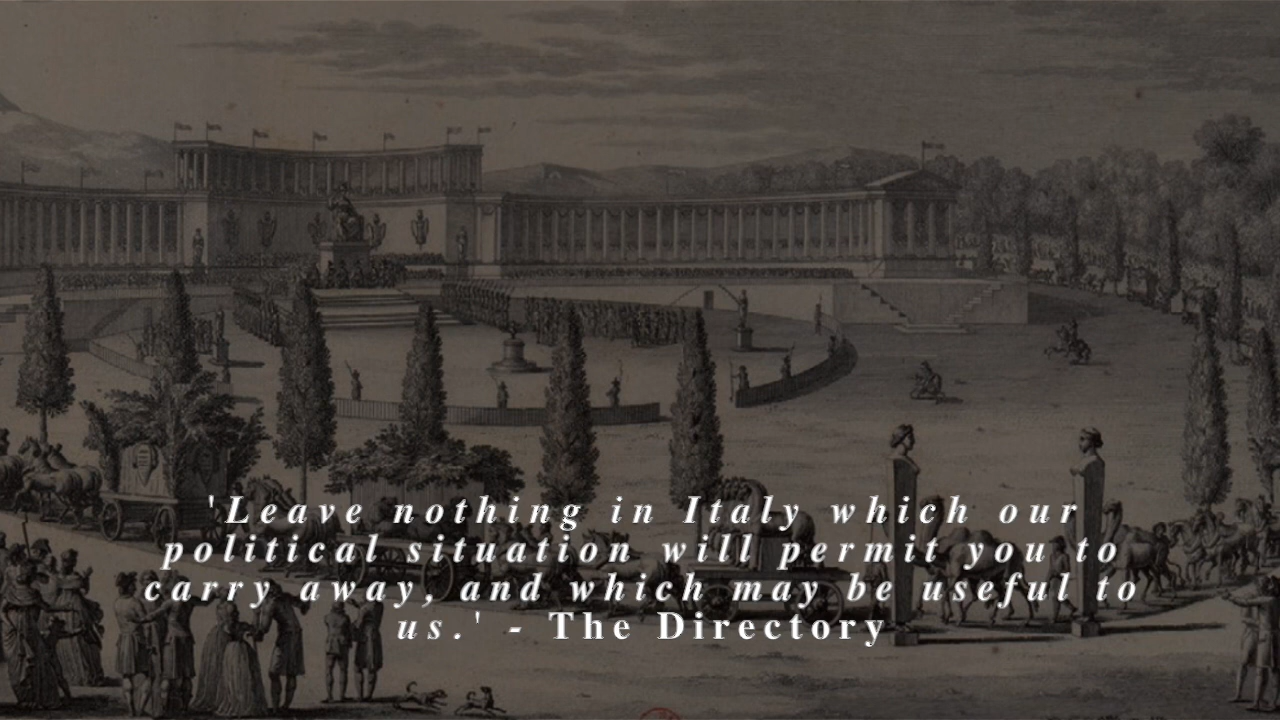 'Leave nothing in Italy which our
political situation will permit you to
carry away, and which may be useful to
us.' - The Directory